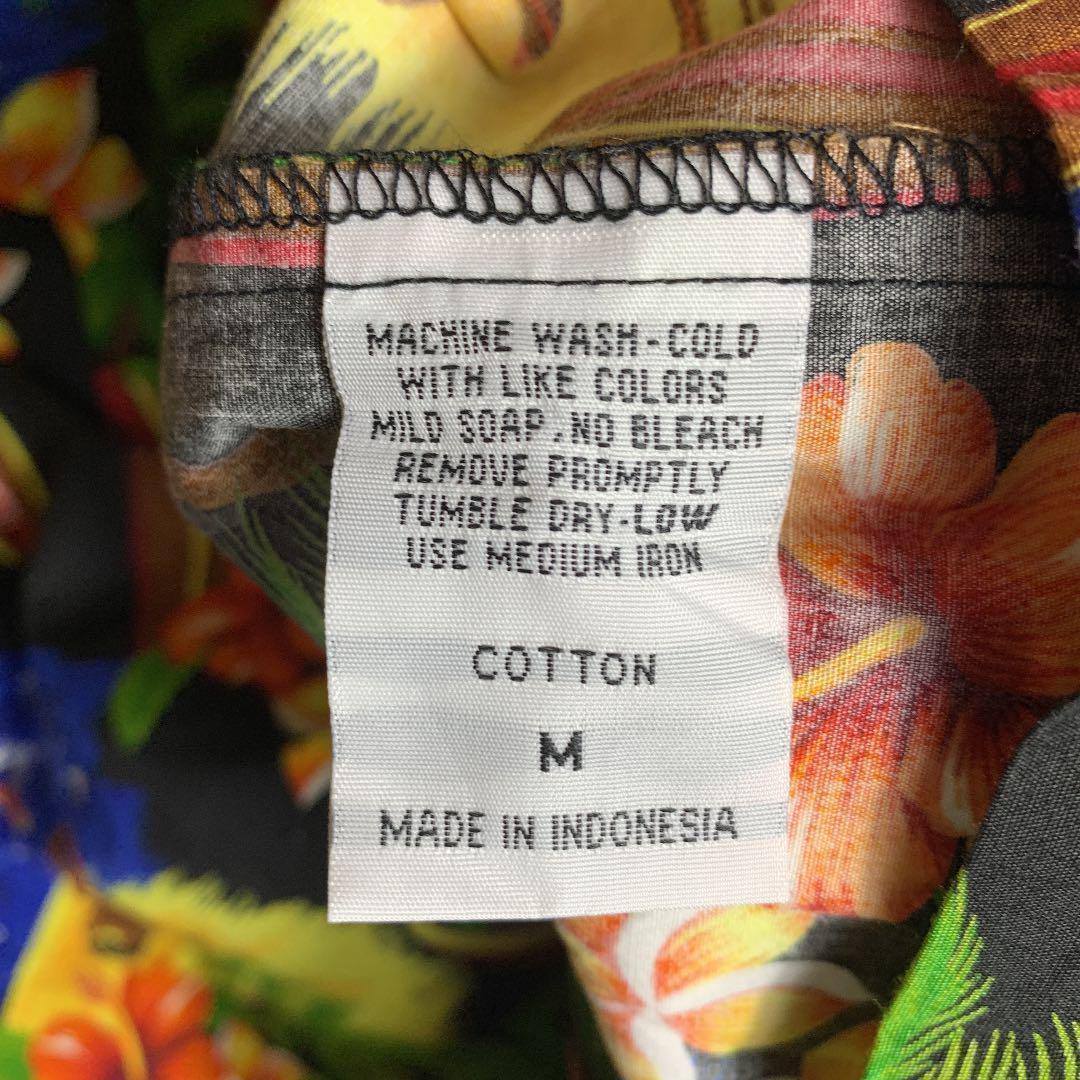 MACHINE WASH-COLD
WITH LIKE COLORS
MILD SOAP.NO BLEACH
REMOVE PROMPTLY
TUMBLE DRY-LOW
USE MEDIUM IRON
COTTON
M
MADE IN INDONESIA